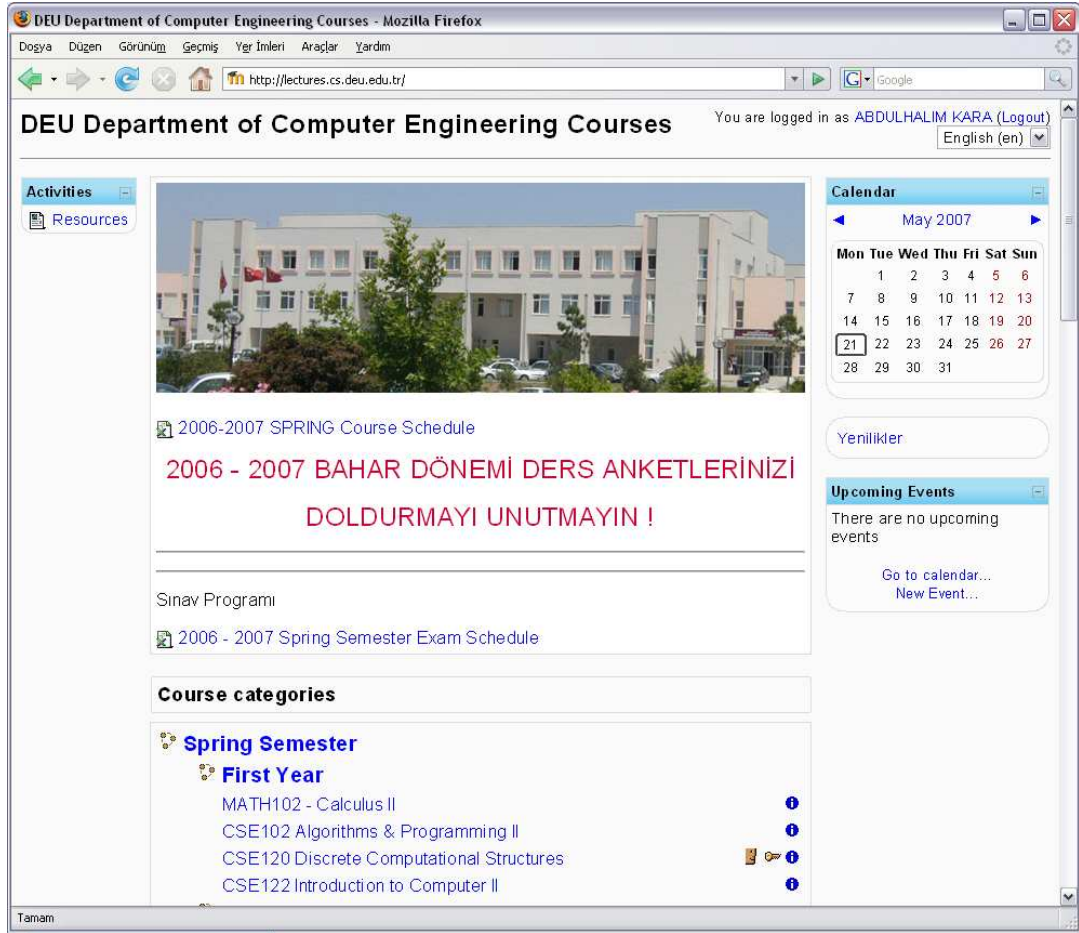 DEU Department of Computer Engineering Courses - Mozilla Firefox
Dosya Düzen Görünüm Geçmiş Yer İmleri Araçlar Yardım
http://lectures.cs.deu.edu.tr/
G Google
DEU Department of Computer Engineering Courses
You are logged in as ABDULHALIM KARA (Logout)
English (en)
Activities
Resources
2006-2007 SPRING Course Schedule
2006 - 2007 BAHAR DÖNEMİ DERS ANKETLERİNİZİ
DOLDURMAYI UNUTMAYIN !
Sınav Programı
2006 - 2007 Spring Semester Exam Schedule
Course categories
Spring Semester
First Year
MATH102 - Calculus II
CSE102 Algorithms & Programming II
CSE120 Discrete Computational Structures
CSE122 Introduction to Computer II
Calendar
May 2007
Mon Tue Wed Thu Fri Sat Sun
1 2 3 4 5 6
7 8 9 10 11 12 13
14 15 16 17 18 19 20
21 22 23 24 25 26 27
28 29 30 31
Yenilikler
Upcoming Events
There are no upcoming
events
Go to calendar...
New Event...
Tamam